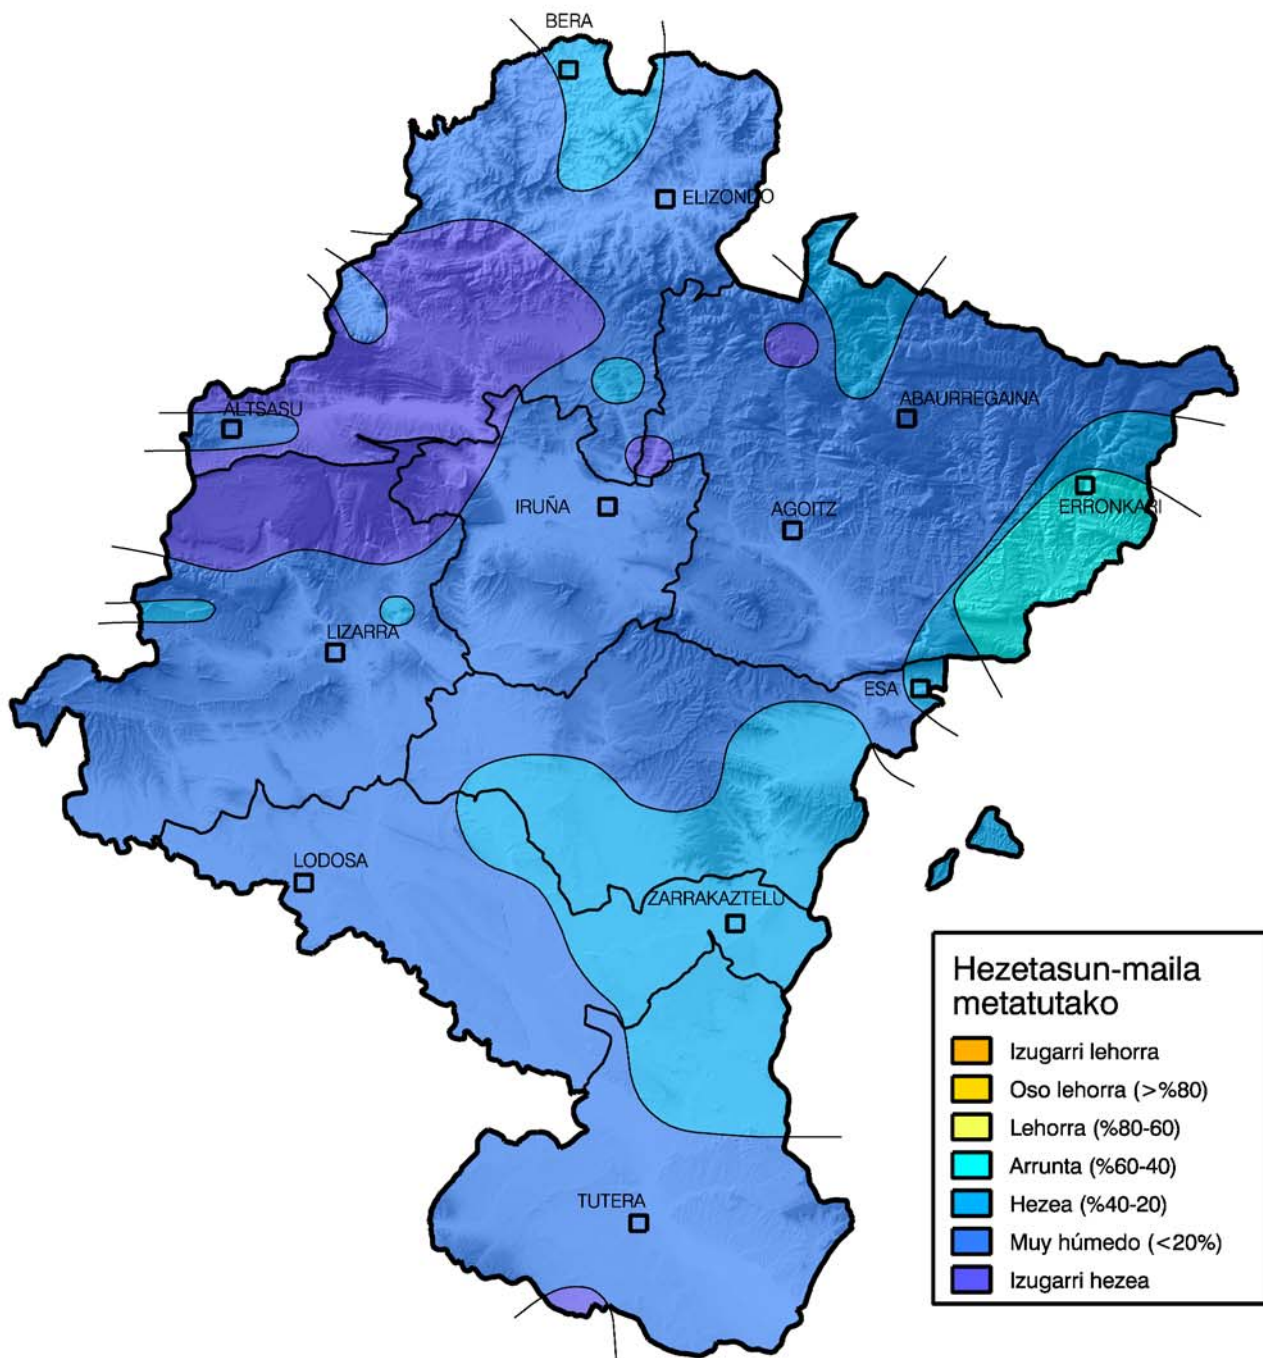 BERA
ELIZONDO
ALTSASU
ABAURREGAINA
IRUÑA
AGOITZ
ERRONKARI
LIZARRA
ESA
LODOSA
ZARRAKAZTELU
TUTERA
Hezetasun-maila
metatutako
Izugarri lehorra
Oso lehorra (>%80)
Lehorra (%80-60)
Arrunta (%60-40)
Hezea (%40-20)
Muy húmedo (<20%)
Izugarri hezea